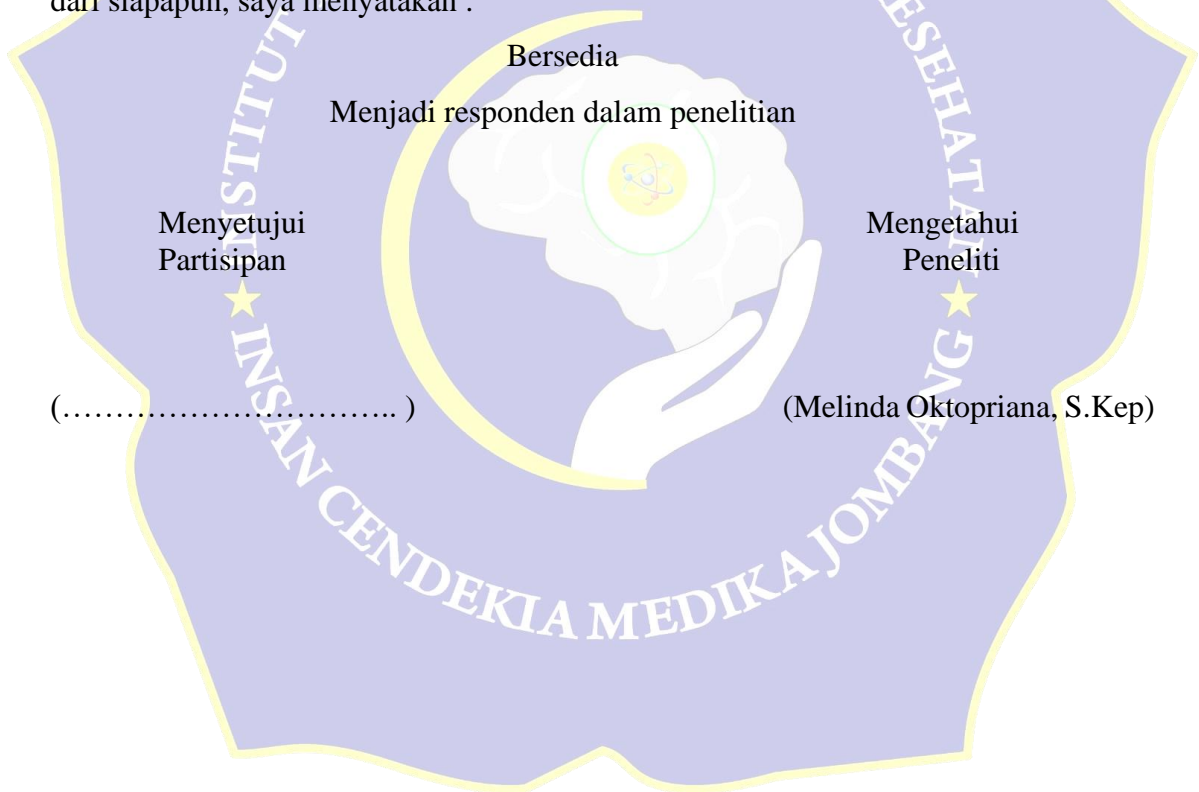 dari siapapun, saya menyatakan :
Bersedia
Menjadi responden dalam penelitian
Menyetujui
Partisipan
Mengetahui
Peneliti
(…………………………….. )
(Melinda Oktopriana, S.Kep)
INSTITUT
KESEHATAN
INSAN CENDEKIA MEDIKA JOMBANG